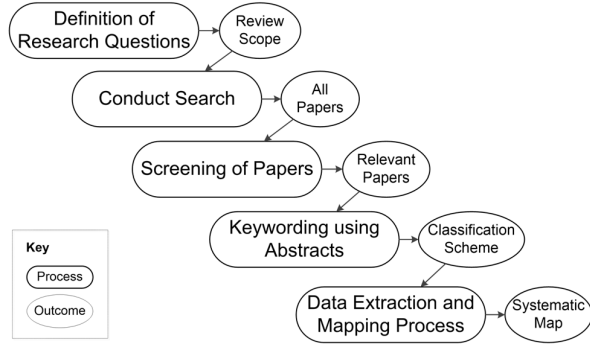 Definition of
Research Questions
Review
Scope
Conduct Search
All
Papers
Screening of Papers
Relevant
Papers
Keywording using
Abstracts
Classification
Scheme
Data Extraction and
Mapping Process
Systematic
Map
Key
Process
Outcome